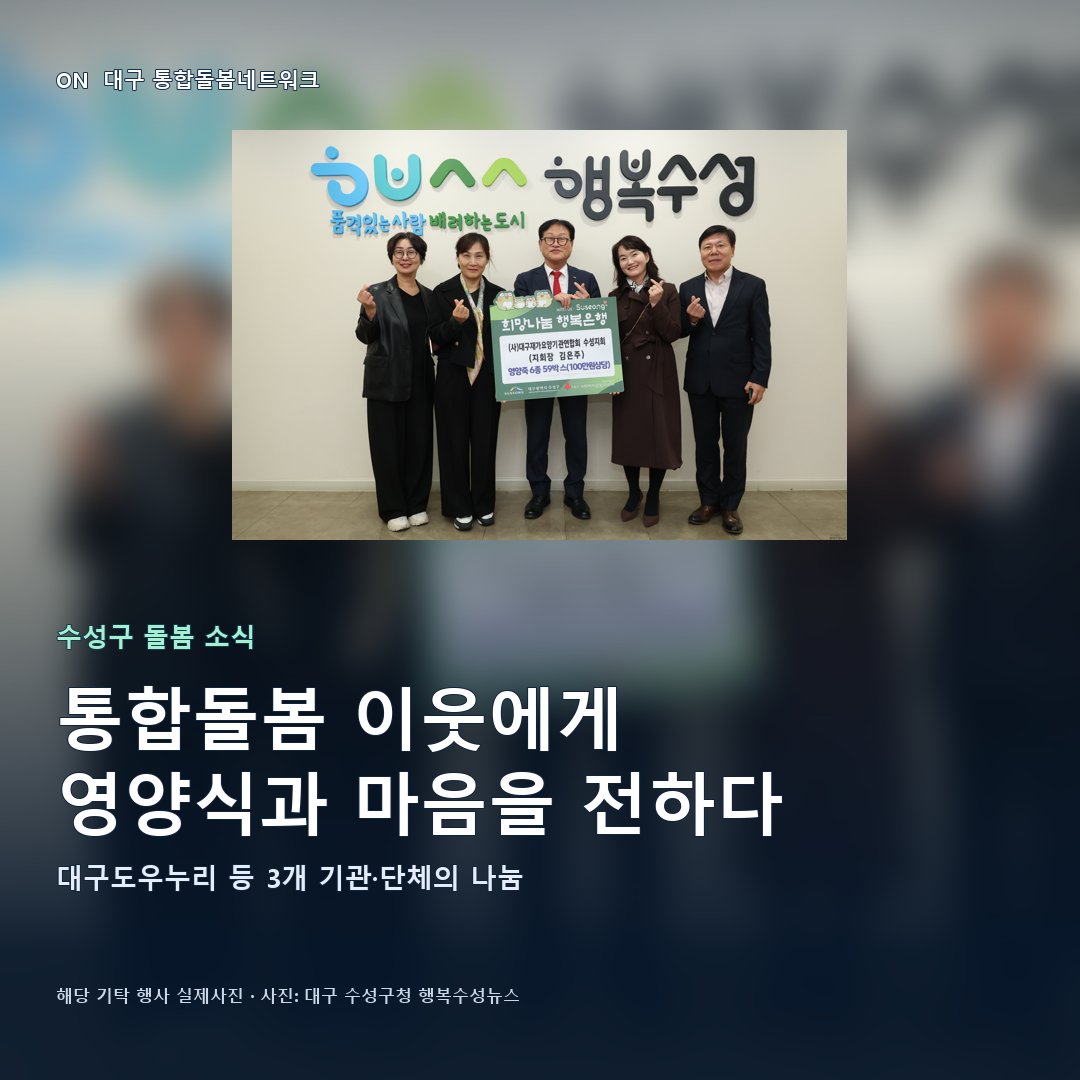 ON 대구 통합돌봄네트워크
행복수성
품격있는사람 배려하는도시
Suseong
희망나눔 행복은행
(사)대구재가요양기관연합회 수성지회
(지회장 김은주)
영양죽 6종 59박스(100만원상당)
수성구 돌봄 소식
통합돌봄 이웃에게
영양식과 마음을 전하다
대구도우누리 등 3개 기관·단체의 나눔
해당 기탁 행사 실제사진 · 사진: 대구 수성구청 행복수성뉴스